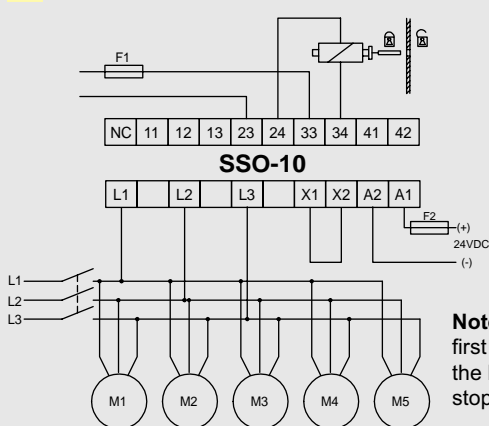 F1
NC 11 12 13 23 24 33 34 41 42
SSO-10
L1 L2 L3 X1 X2 A2 A1
F2
(+)
24VDC
(-)
L1
L2
L3
Note
first
the
stop
M1 M2 M3 M4 M5